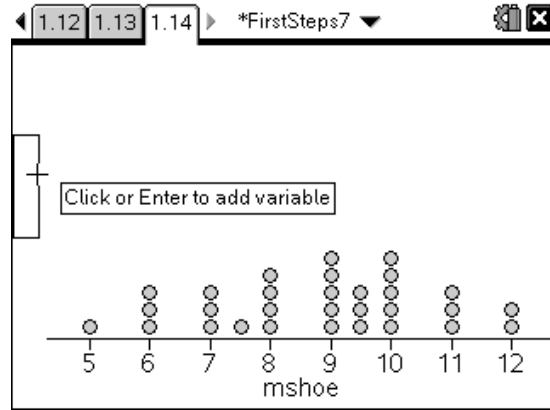 1.12 1.13 1.14 *FirstSteps7
Click or Enter to add variable
5 6 7 8 9 10 11 12
mshoe